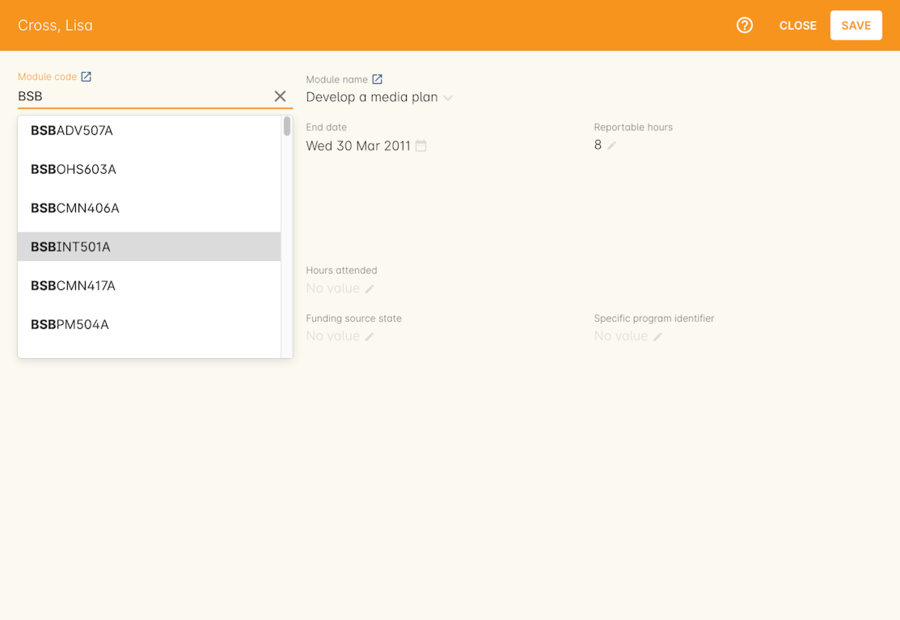 Cross, Lisa
CLOSE
SAVE
Module code
BSB
BSBADV507A
BSBOHS603A
BSBCMN406A
BSBINT501A
BSBCMN417A
BSBPM504A
Module name
Develop a media plan
End date
Wed 30 Mar 2011
Reportable hours
8
Hours attended
No value
Funding source state
No value
Specific program identifier
No value